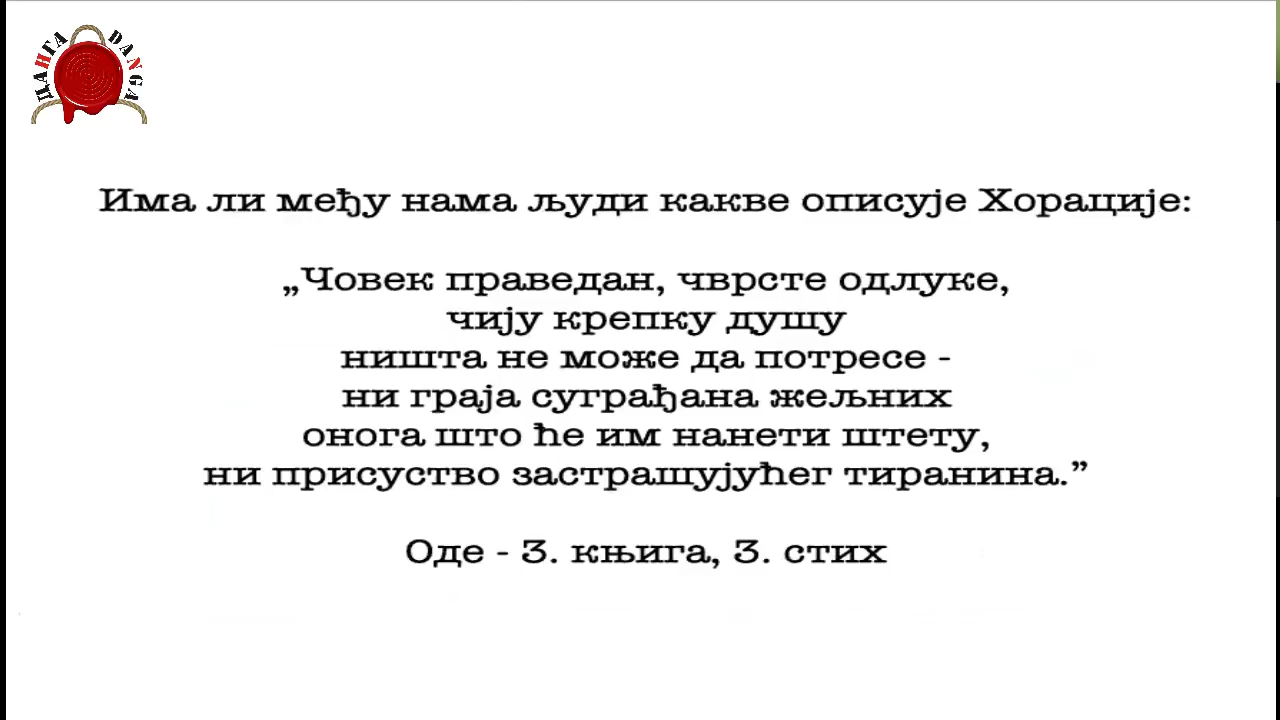 ЦАНГА DANGA
Има ли међу нама људи какве описује Хорације:
„Човек праведан, чврсте одлуке,
чију крепку душу
ништа не може да потресе -
ни граја суграђана жељних
онога што ће им нанети штету,
ни присуство застрашујућег тиранина.”
Оде - 3. књига, 3. стих